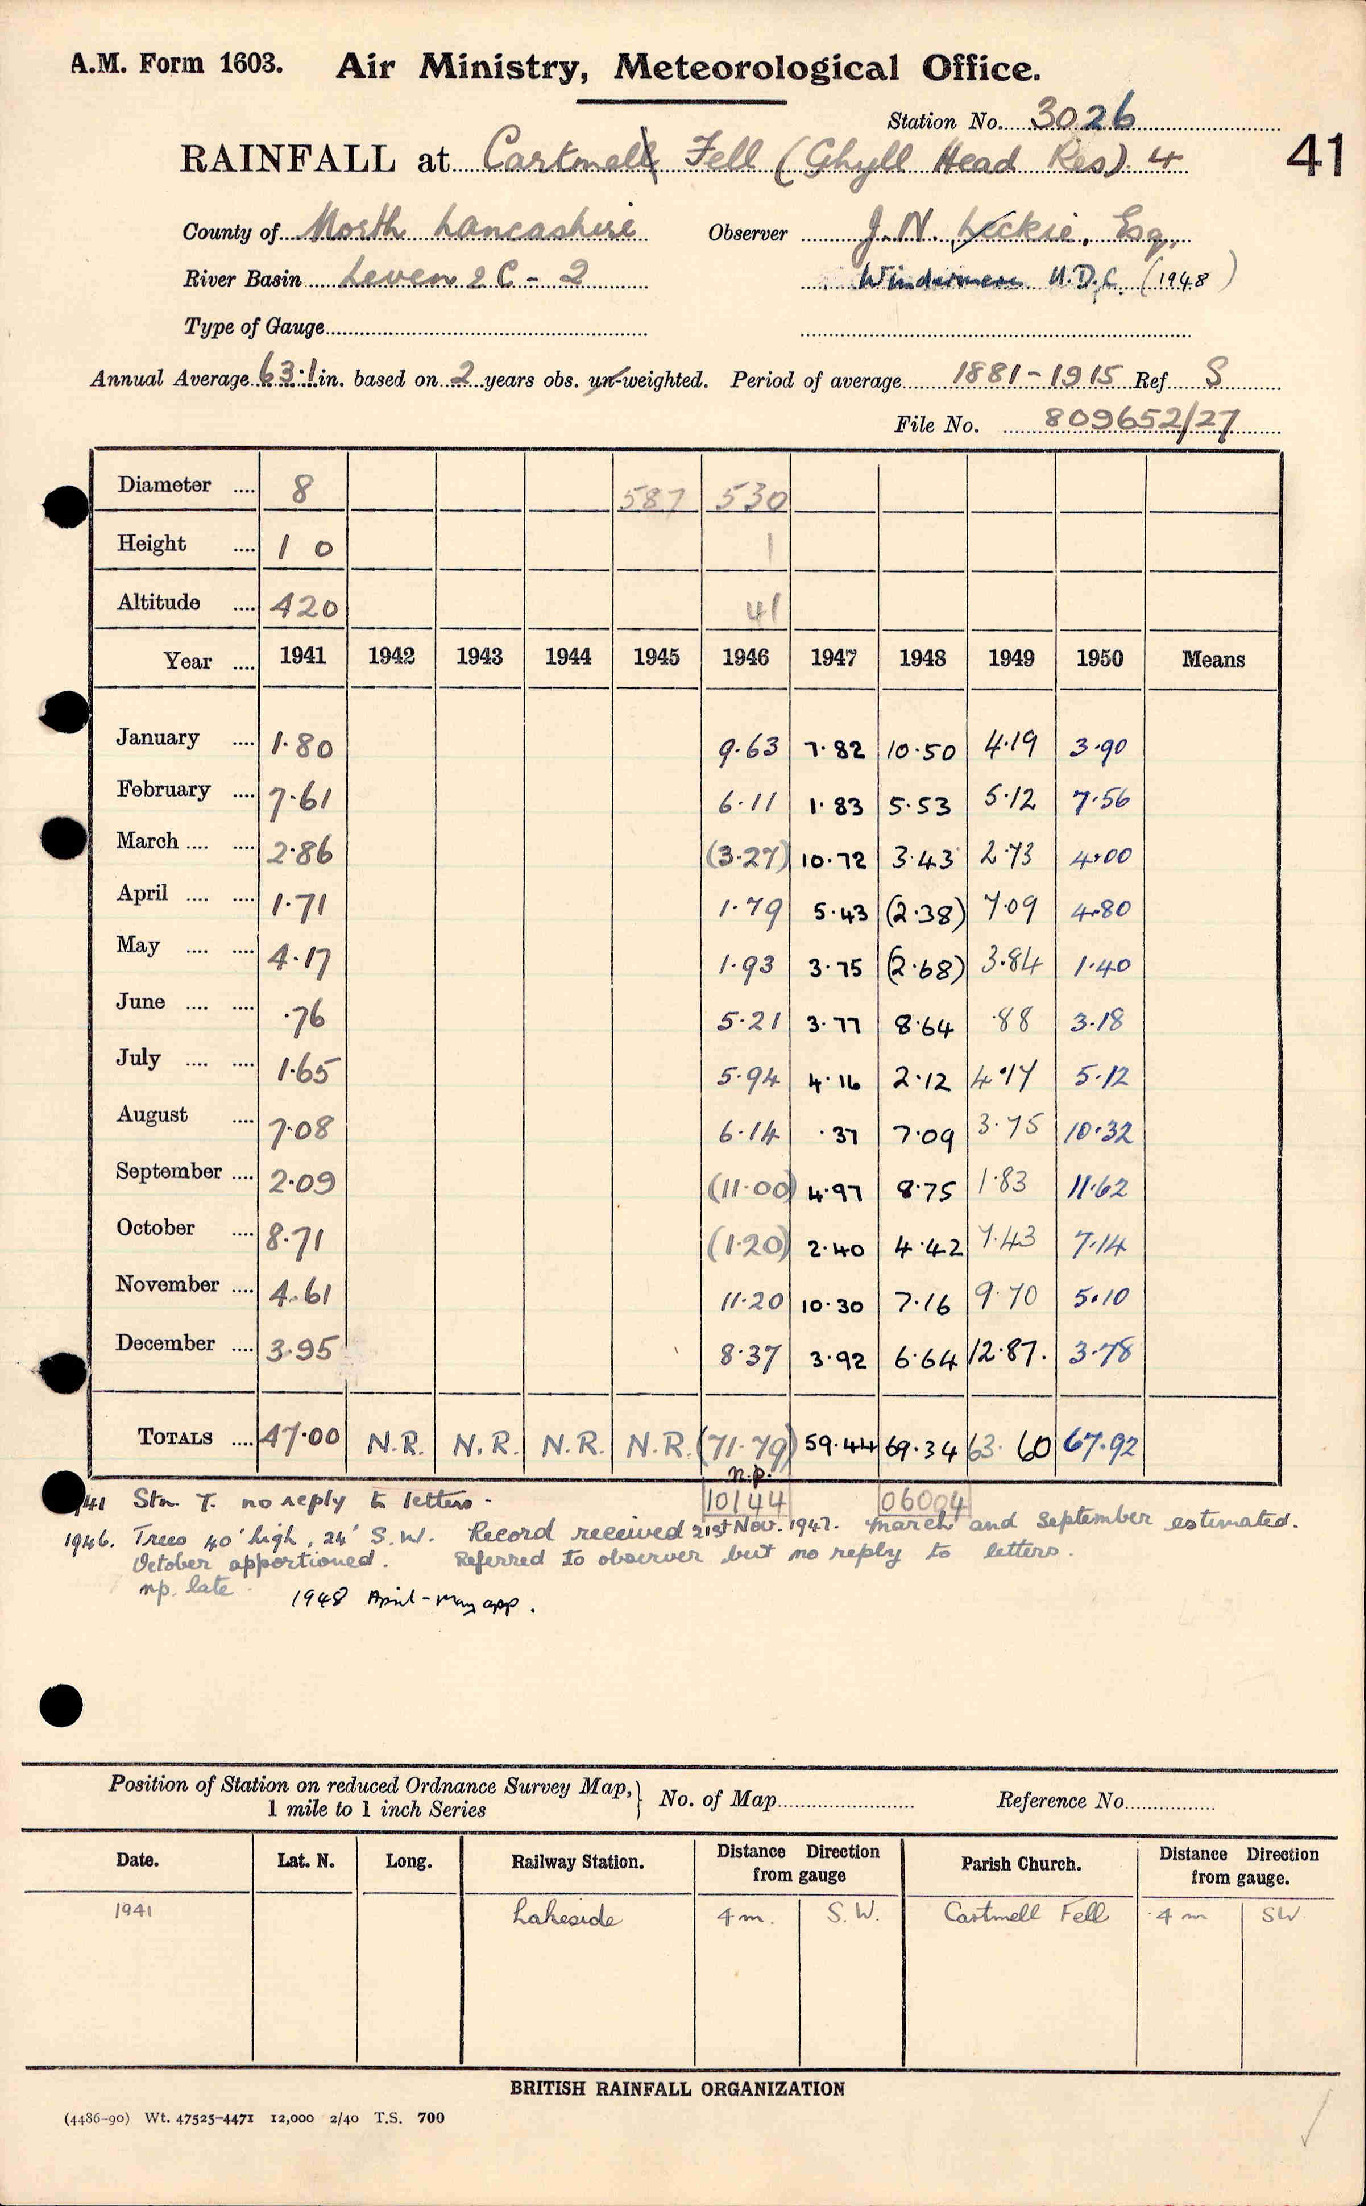 A.M. Form 1603. Air Ministry, Meteorological Office.
Station No. 3026
RAINFALL at Cartmell Fell (Ghyll Head Res) 4 41
County of North Lancashire Observer J. N. Leckie, Esq.
River Basin Leven & C - 2 Windermere U.D.C. (1948)
Type of Gauge
Annual Average 63.1 in. based on 2 years obs. un-weighted. Period of average 1881-1915 Ref S
File No. 809652/27
Diameter .... 8 587 530
Height .... 1 0 1
Altitude .... 420 41
Year .... 1941 1942 1943 1944 1945 1946 1947 1948 1949 1950 Means
January .... 1.80 9.63 7.82 10.50 4.19 3.90
February .... 7.61 6.11 1.83 5.53 5.12 7.56
March .... .... 2.86 (3.27) 10.72 3.43 2.73 4.00
April .... .... 1.71 1.79 5.43 (2.38) 7.09 4.80
May .... .... 4.17 1.93 3.75 (2.68) 3.84 1.40
June .... .... .76 5.21 3.77 8.64 .88 3.18
July .... .... 1.65 5.94 4.16 2.12 4.17 5.12
August .... 7.08 6.14 .37 7.09 3.75 10.32
September .... 2.09 (11.00) 4.97 8.75 1.83 11.62
October .... 8.71 (1.20) 2.40 4.42 7.43 7.14
November .... 4.61 11.20 10.30 7.16 9.70 5.10
December .... 3.95 8.37 3.92 6.64 12.87. 3.78
TOTALS .... 47.00 N.R. N.R. N.R. N.R. (71.79) 59.44 69.34 63.60 67.92
n.p.
41 Stn. T. no reply to letters. 10144 06004
1946. Trees 40' high, 24' S.W. Record received 21st Nov. 1947. March and September estimated.
October apportioned. Referred to observer but no reply to letters.
n.p. late 1948 April - May app.
Position of Station on reduced Ordnance Survey Map,
1 mile to 1 inch Series } No. of Map Reference No.
Date. Lat. N. Long. Railway Station. Distance Direction from gauge Parish Church. Distance Direction from gauge.
1941 Lakeside 4 m. S.W. Cartmell Fell 4 m SW
BRITISH RAINFALL ORGANIZATION
(4486-90) Wt. 47525-4471 12,000 2/40 T.S. 700